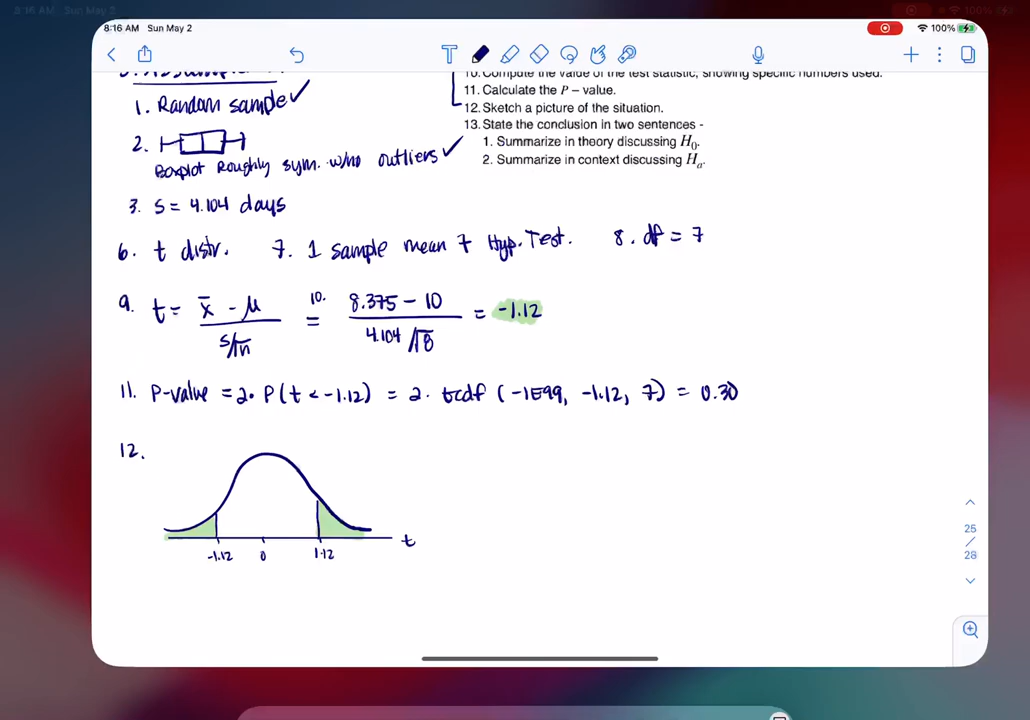 8:16 AM Sun May 2
100%
1. Random sample ✓
2.
Boxplot Roughly sym. w/no outliers ✓
3. s = 4.104 days
10. Compute the value of the test statistic, showing specific numbers used.
11. Calculate the P – value.
12. Sketch a picture of the situation.
13. State the conclusion in two sentences -
1. Summarize in theory discussing H₀.
2. Summarize in context discussing Hₐ.
6. t distr. 7. 1 sample mean t Hyp. Test. 8. df = 7
9. t = x̄ - μ / s/√n = 10. 8.375 - 10 / 4.104/√8 = -1.12
11. P-value = 2• P(t < -1.12) = 2• tcdf (-1E99, -1.12, 7) = 0.30
12.
-1.12 0 1.12 t
25
/
28